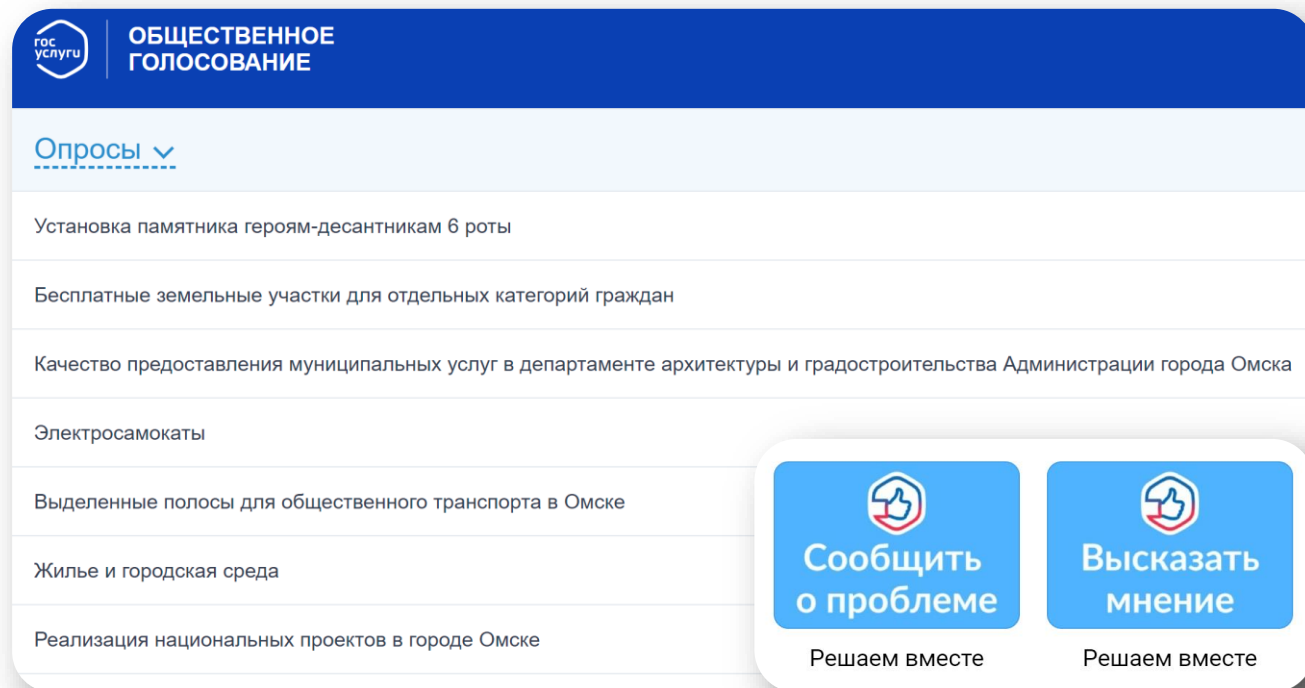 гос
услуги
ОБЩЕСТВЕННОЕ
ГОЛОСОВАНИЕ
Опросы
Установка памятника героям-десантникам 6 роты
Бесплатные земельные участки для отдельных категорий граждан
Качество предоставления муниципальных услуг в департаменте архитектуры и градостроительства Администрации города Омска
Электросамокаты
Выделенные полосы для общественного транспорта в Омске
Жилье и городская среда
Реализация национальных проектов в городе Омске
Сообщить
о проблеме
Решаем вместе
Высказать
мнение
Решаем вместе